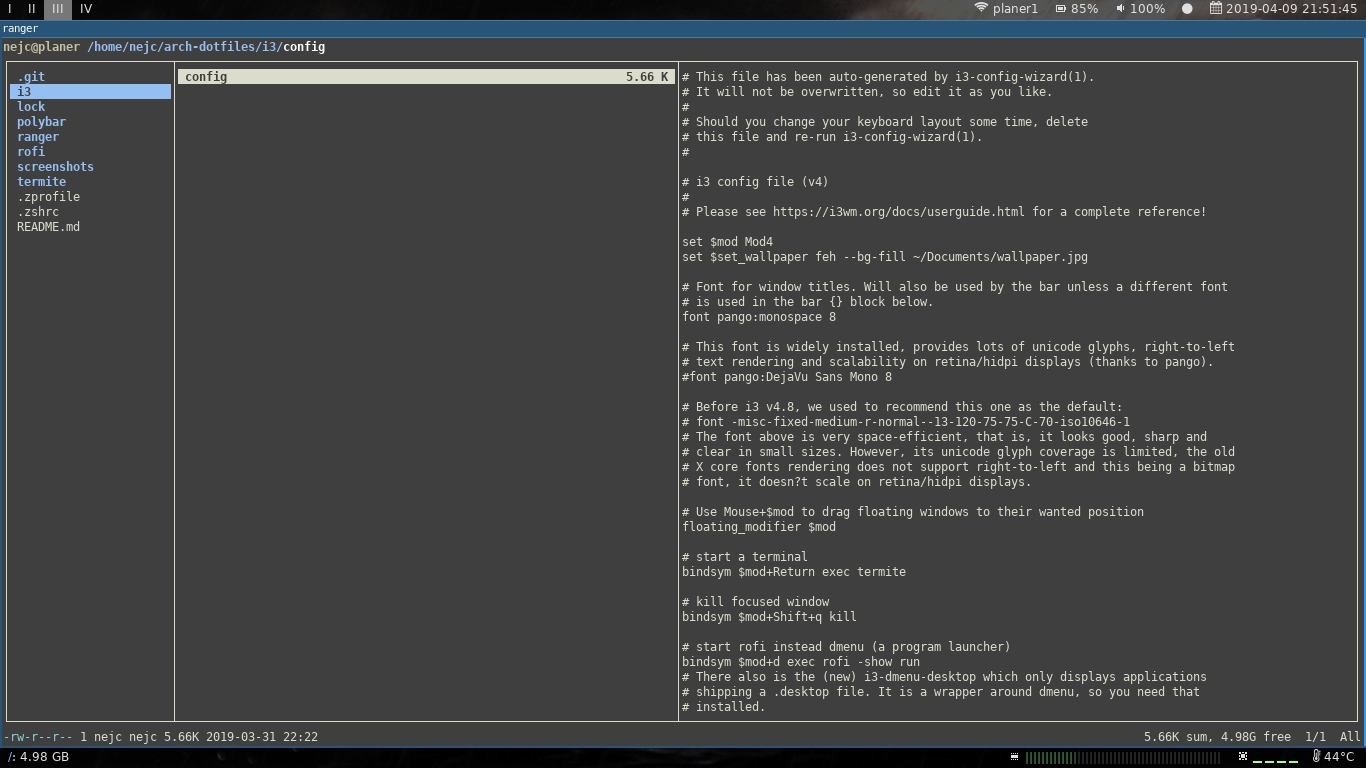 I II III IV planer1 85% 100% 2019-04-09 21:51:45
ranger
nejc@planer /home/nejc/arch-dotfiles/i3/config
.git
i3
lock
polybar
ranger
rofi
screenshots
termite
.zprofile
.zshrc
README.md
config 5.66 K
# This file has been auto-generated by i3-config-wizard(1).
# It will not be overwritten, so edit it as you like.
#
# Should you change your keyboard layout some time, delete
# this file and re-run i3-config-wizard(1).
#
# i3 config file (v4)
#
# Please see https://i3wm.org/docs/userguide.html for a complete reference!
set $mod Mod4
set $set_wallpaper feh --bg-fill ~/Documents/wallpaper.jpg
# Font for window titles. Will also be used by the bar unless a different font
# is used in the bar {} block below.
font pango:monospace 8
# This font is widely installed, provides lots of unicode glyphs, right-to-left
# text rendering and scalability on retina/hidpi displays (thanks to pango).
#font pango:DejaVu Sans Mono 8
# Before i3 v4.8, we used to recommend this one as the default:
# font -misc-fixed-medium-r-normal--13-120-75-75-C-70-iso10646-1
# The font above is very space-efficient, that is, it looks good, sharp and
# clear in small sizes. However, its unicode glyph coverage is limited, the old
# X core fonts rendering does not support right-to-left and this being a bitmap
# font, it doesn?t scale on retina/hidpi displays.
# Use Mouse+$mod to drag floating windows to their wanted position
floating_modifier $mod
# start a terminal
bindsym $mod+Return exec termite
# kill focused window
bindsym $mod+Shift+q kill
# start rofi instead dmenu (a program launcher)
bindsym $mod+d exec rofi -show run
# There also is the (new) i3-dmenu-desktop which only displays applications
# shipping a .desktop file. It is a wrapper around dmenu, so you need that
# installed.
-rw-r--r-- 1 nejc nejc 5.66K 2019-03-31 22:22 5.66K sum, 4.98G free 1/1 All
/: 4.98 GB 44°C